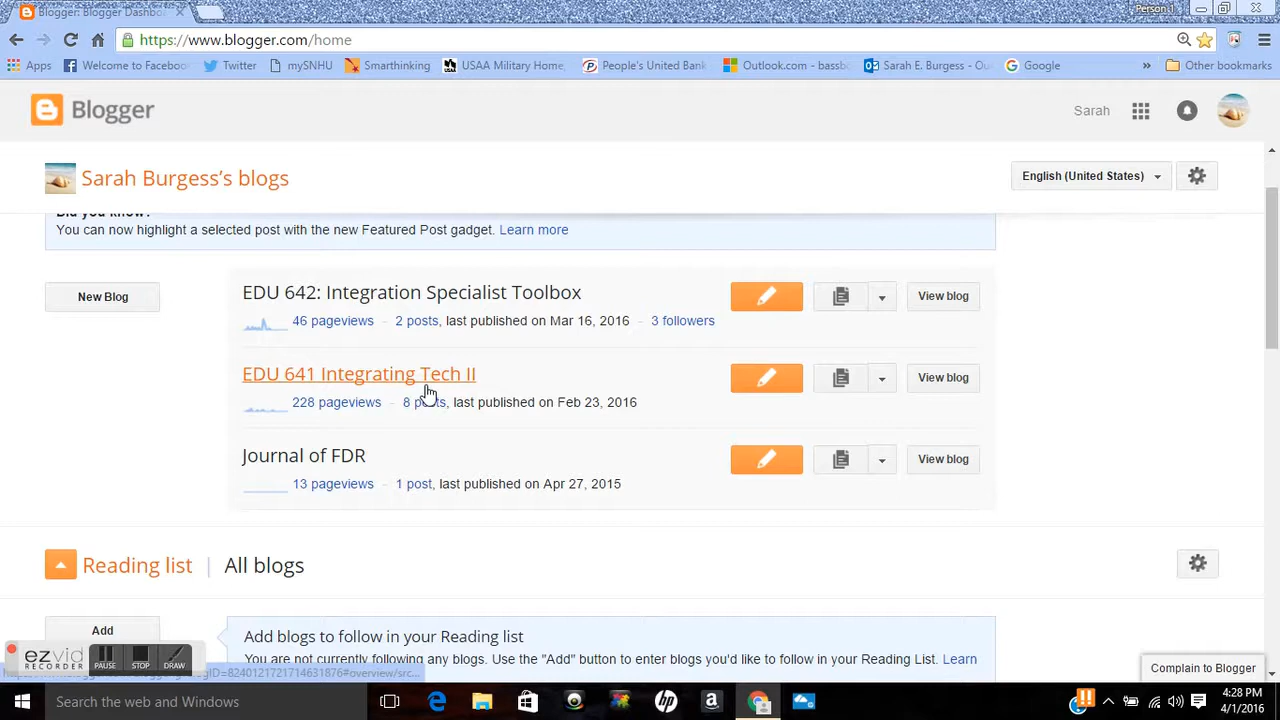 Blogger: Blogger Dashbo
Person 1
https://www.blogger.com/home
Apps
Welcome to Faceboo
Twitter
mySNHU
Smarthinking
USAA Military Home,
People's United Bank
Outlook.com - bassb
Sarah E. Burgess - Ou
Google
»
Other bookmarks
Blogger
Sarah
Sarah Burgess's blogs
English (United States)
Did you know?
You can now highlight a selected post with the new Featured Post gadget. Learn more
New Blog
EDU 642: Integration Specialist Toolbox
46 pageviews - 2 posts, last published on Mar 16, 2016 - 3 followers
View blog
EDU 641 Integrating Tech II
228 pageviews - 8 posts, last published on Feb 23, 2016
View blog
Journal of FDR
13 pageviews - 1 post, last published on Apr 27, 2015
View blog
Reading list | All blogs
Add
Add blogs to follow in your Reading list
You are not currently following any blogs. Use the "Add" button to enter blogs you'd like to follow in your Reading List. Learn
ezvid
RECORDER
PAUSE
STOP
DRAW
Complain to Blogger
Search the web and Windows
4:28 PM
4/1/2016